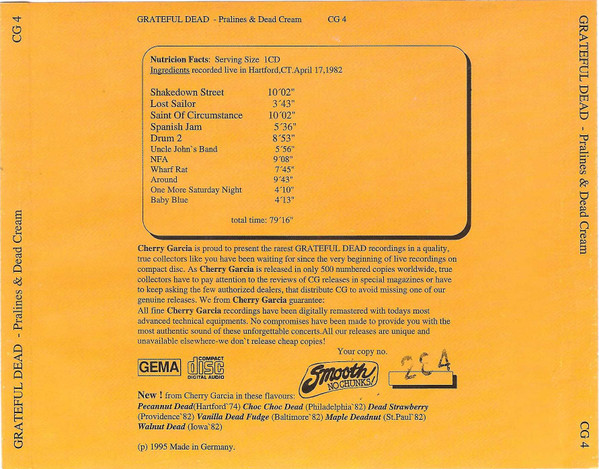 GRATEFUL DEAD - Pralines & Dead Cream CG 4
CG 4
GRATEFUL DEAD - Pralines & Dead Cream
GRATEFUL DEAD - Pralines & Dead Cream
CG 4
Nutricion Facts: Serving Size 1CD
Ingredients recorded live in Hartford,CT.April 17,1982
Shakedown Street 10´02"
Lost Sailor 3´43"
Saint Of Circumstance 10´02"
Spanish Jam 5´36"
Drum 2 8´53"
Uncle John`s Band 5´56"
NFA 9´08"
Wharf Rat 7´45"
Around 9´43"
One More Saturday Night 4´10"
Baby Blue 4´13"
total time: 79´16"
Cherry Garcia is proud to present the rarest GRATEFUL DEAD recordings in a quality,
true collectors like you have been waiting for since the very beginning of live recordings on
compact disc. As Cherry Garcia is released in only 500 numbered copies worldwide, true
collectors have to pay attention to the reviews of CG releases in special magazines or have
to keep asking the few authorized dealers, that distribute CG to avoid missing one of our
genuine releases. We from Cherry Garcia guarantee:
All fine Cherry Garcia recordings have been digitally remastered with todays most
advanced technical equipments. No compromises have been made to provide you with the
most authentic sound of these unforgettable concerts.All our releases are unique and
unavailable elsewhere-we don`t release cheap copies!
Your copy no.
264
GEMA
COMPACT
disc
DIGITAL AUDIO
Smooth
NO CHUNKS!
New ! from Cherry Garcia in these flavours:
Pecannut Dead(Hartford`74) Choc Choc Dead (Philadelphia`82) Dead Strawberry
(Providence`82) Vanilla Dead Fudge (Baltimore`82) Maple Deadnut (St.Paul`82)
Walnut Dead (Iowa`82)
(p) 1995 Made in Germany.